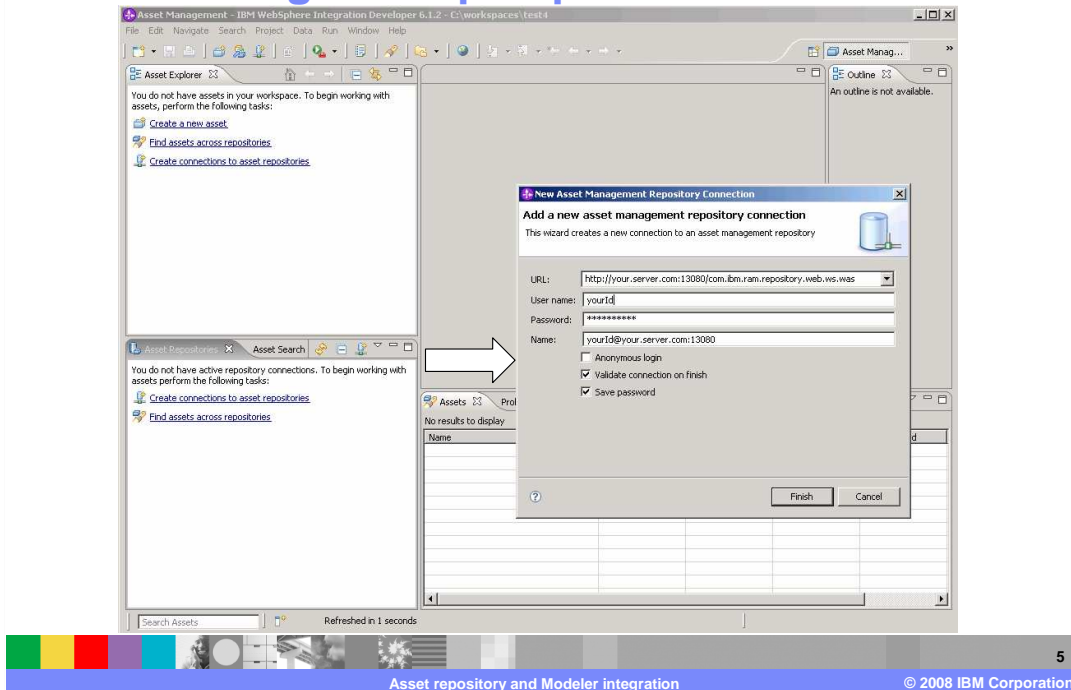 Asset Management - IBM WebSphere Integration Developer 6.1.2 - C:\workspaces\test4
File Edit Navigate Search Project Data Run Window Help
Asset Manag...
Asset Explorer
You do not have assets in your workspace. To begin working with
assets, perform the following tasks:
Create a new asset
Find assets across repositories
Create connections to asset repositories
Outline
An outline is not available.
New Asset Management Repository Connection
Add a new asset management repository connection
This wizard creates a new connection to an asset management repository
URL: http://your.server.com:13080/com.ibm.ram.repository.web.ws.was
User name: yourId
Password: **********
Name: yourId@your.server.com:13080
Anonymous login
Validate connection on finish
Save password
Finish Cancel
Asset Repositories Asset Search
You do not have active repository connections. To begin working with
assets perform the following tasks:
Create connections to asset repositories
Find assets across repositories
Assets
No results to display
Name
Search Assets Refreshed in 1 seconds
5
Asset repository and Modeler integration © 2008 IBM Corporation